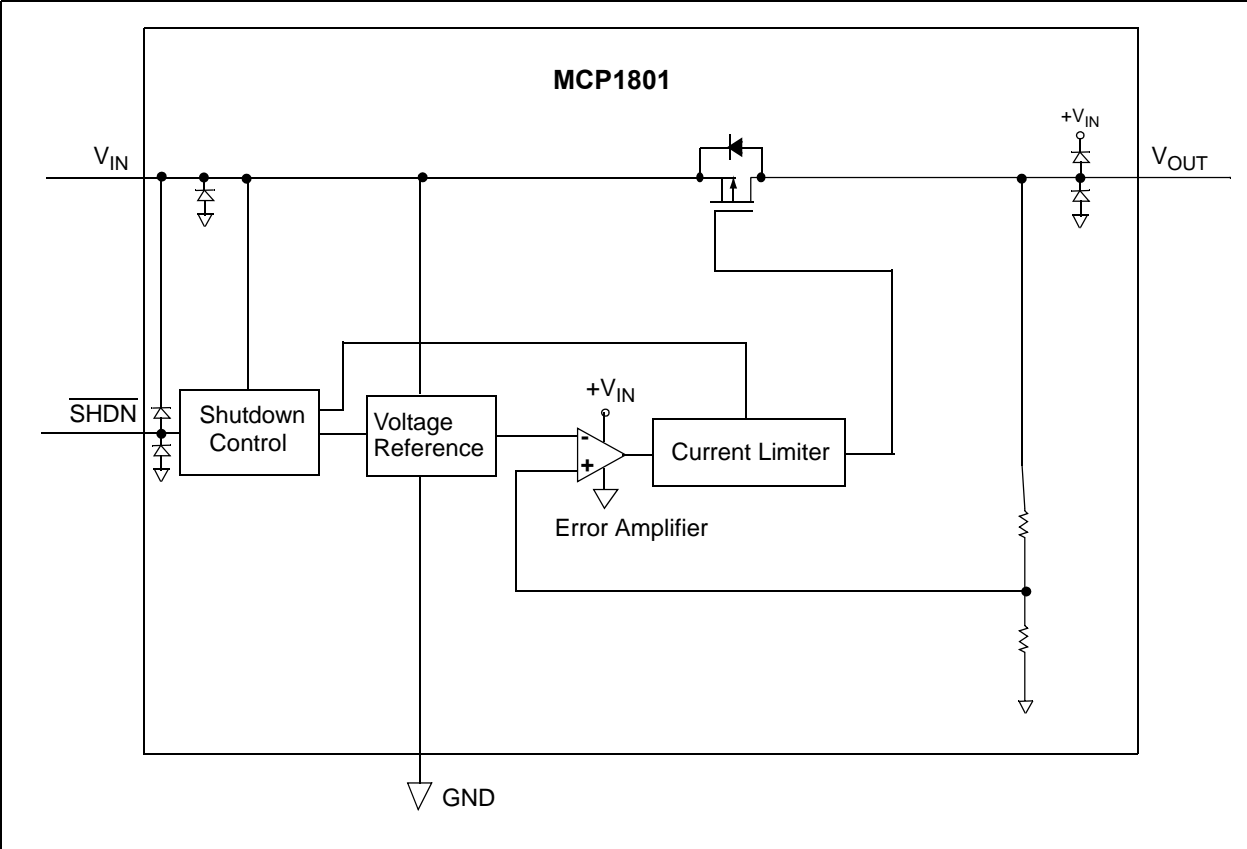 MCP1801
+VIN
VIN
VOUT
SHDN
Shutdown
Control
Voltage
Reference
+VIN
-
+
Error Amplifier
Current Limiter
GND